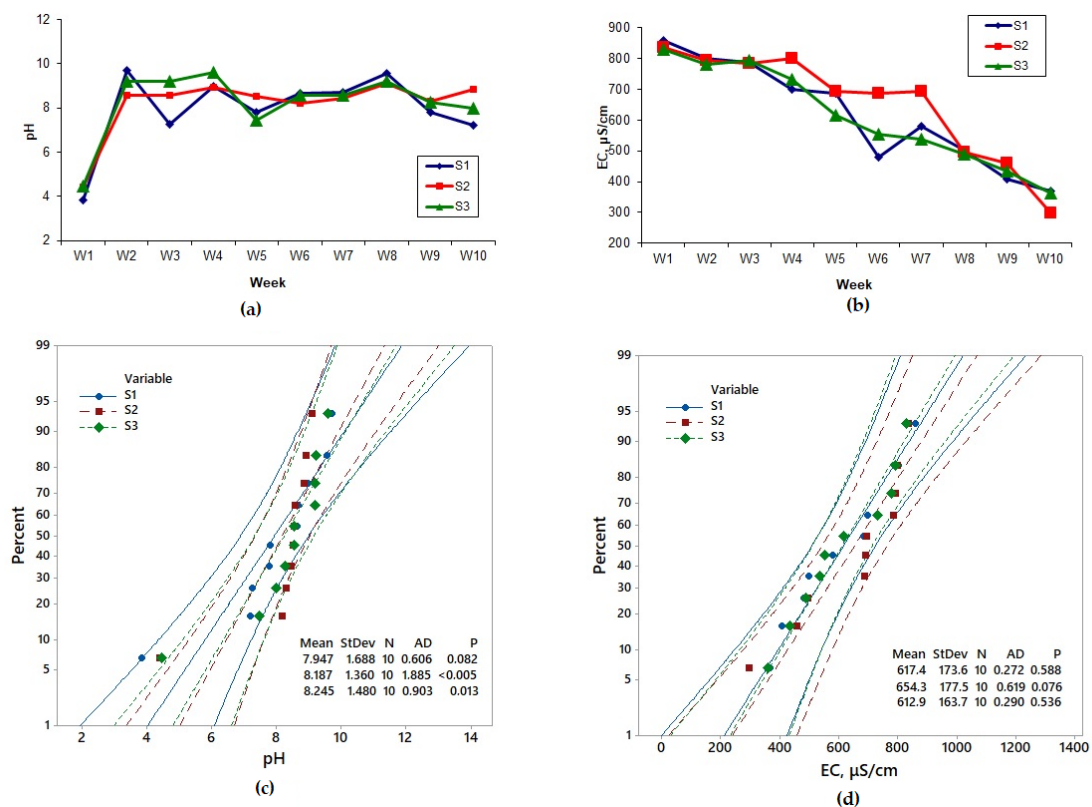 12
10
8
6
4
2
pH
S1
S2
S3
W1 W2 W3 W4 W5 W6 W7 W8 W9 W10
Week
(a)
900
800
700
600
500
400
300
200
EC, µS/cm
S1
S2
S3
W1 W2 W3 W4 W5 W6 W7 W8 W9 W10
Week
(b)
99
95
90
80
70
60
50
40
30
20
10
5
1
Percent
Variable
S1
S2
S3
Mean StDev N AD P
7.947 1.688 10 0.606 0.082
8.187 1.360 10 1.885 <0.005
8.245 1.480 10 0.903 0.013
2 4 6 8 10 12 14
pH
(c)
99
95
90
80
70
60
50
40
30
20
10
5
1
Percent
Variable
S1
S2
S3
Mean StDev N AD P
617.4 173.6 10 0.272 0.588
654.3 177.5 10 0.619 0.076
612.9 163.7 10 0.290 0.536
0 200 400 600 800 1000 1200 1400
EC, µS/cm
(d)